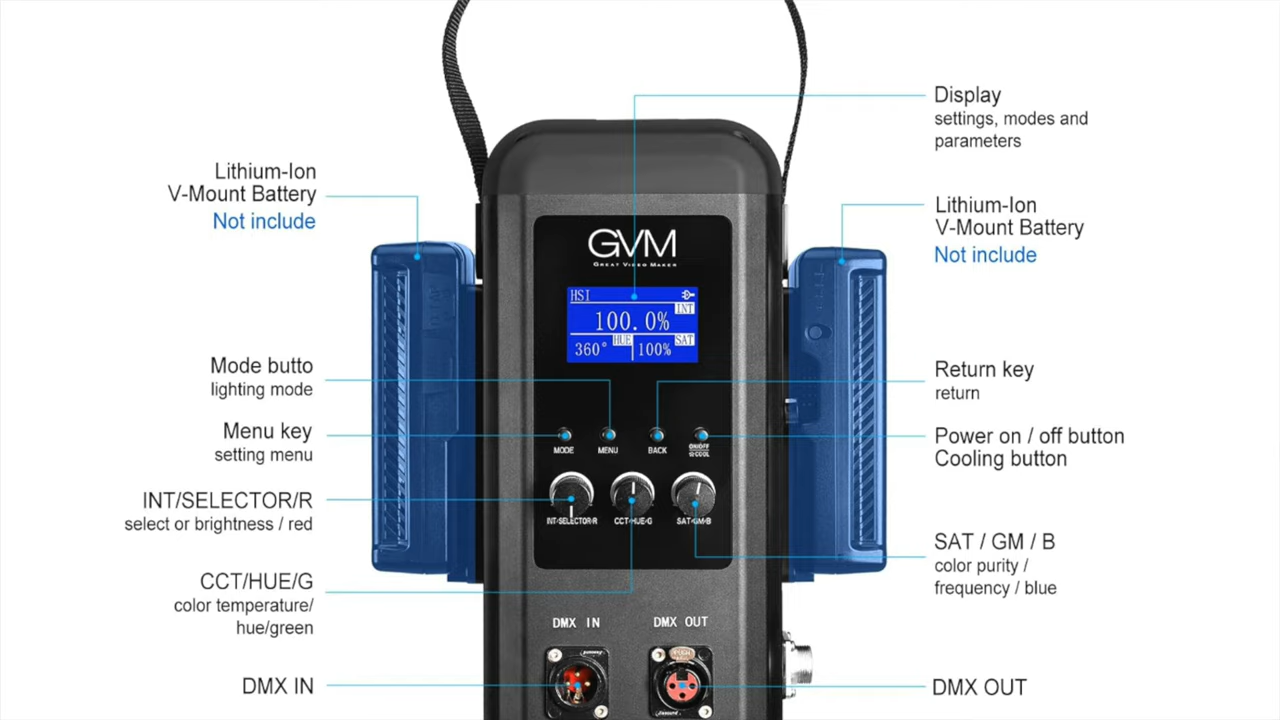 Display
settings, modes and
parameters
Lithium-Ion
V-Mount Battery
Not include
Lithium-Ion
V-Mount Battery
Not include
GVM
GREAT VIDEO MAKER
HSI
INT
100.0%
HUE
SAT
360°
100%
Mode butto
lighting mode
Return key
return
Menu key
setting menu
Power on / off button
Cooling button
MODE
MENU
BACK
ON/OFF
COOL
INT/SELECTOR/R
select or brightness / red
INT•SELECTOR•R
CCT•HUE•G
SAT•GM•B
SAT / GM / B
color purity /
frequency / blue
CCT/HUE/G
color temperature/
hue/green
DMX IN
DMX OUT
PUSH
DMX IN
DMX OUT